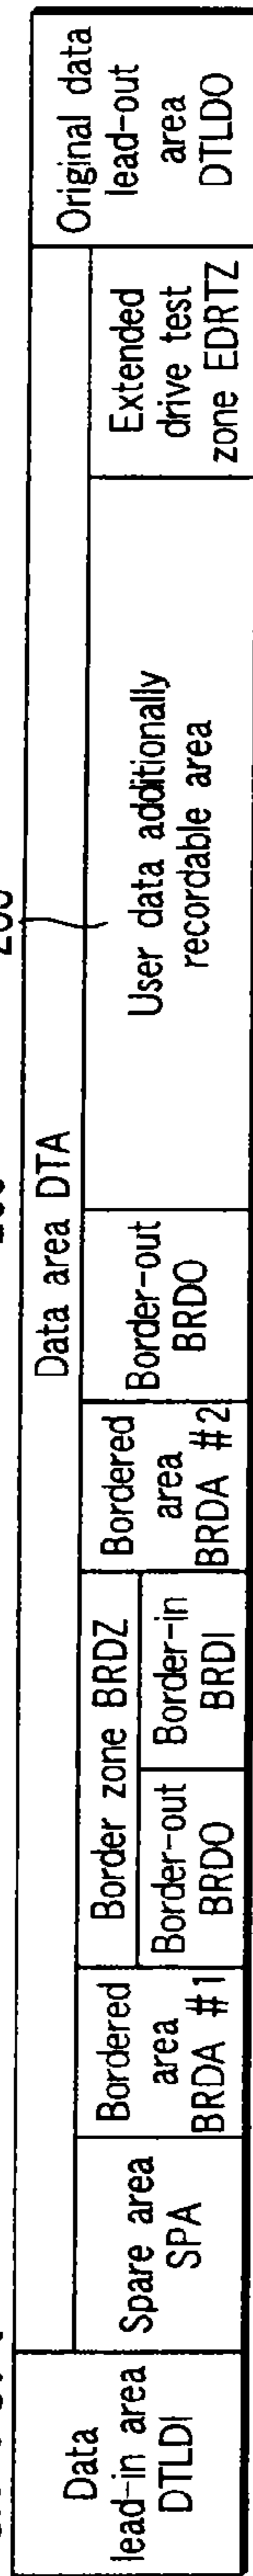 Data
lead-in area
DTLDI
Data area DTA
Spare area
SPA
Bordered
area
BRDA #1
Border zone BRDZ
Border-out
BRDO
Border-in
BRDI
Bordered
area
BRDA #2
Border-out
BRDO
User data additionally
recordable area
Extended
drive test
zone EDRTZ
Original data
lead-out
area
DTLDO